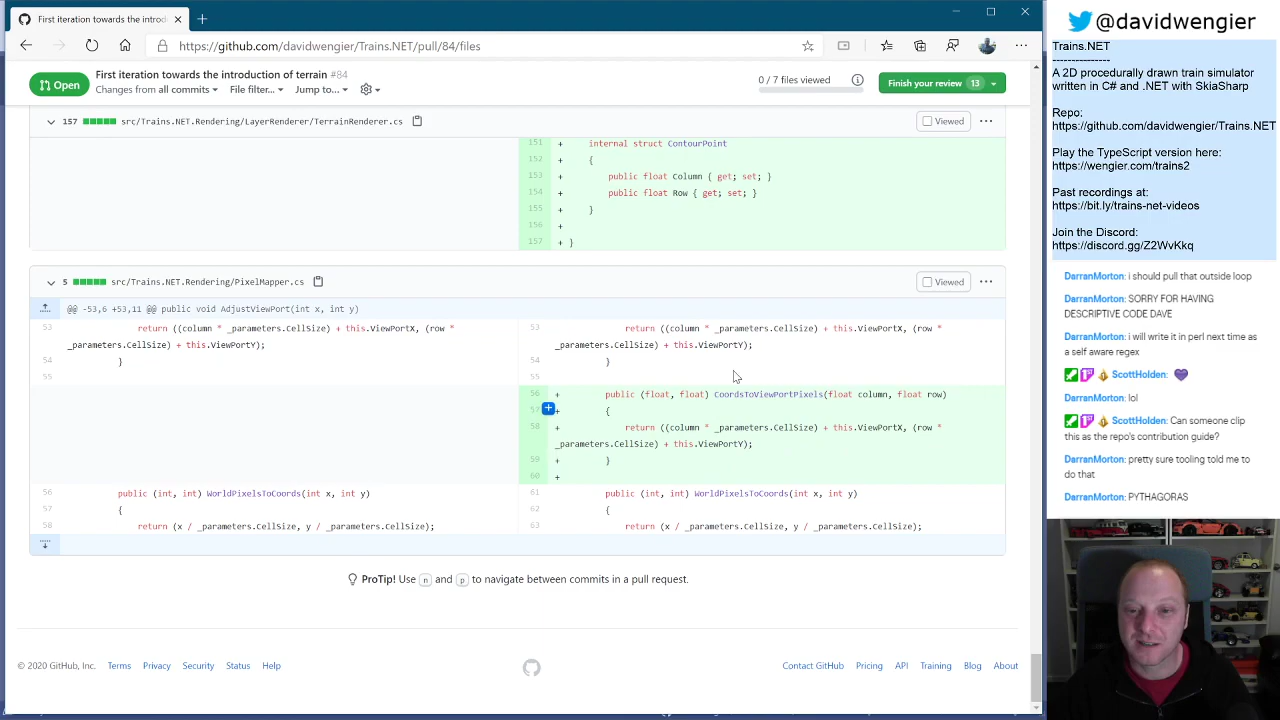 First iteration towards the introd
https://github.com/davidwengier/Trains.NET/pull/84/files
Open
First iteration towards the introduction of terrain #84
Changes from all commits
File filter...
Jump to...
0 / 7 files viewed
Finish your review 13
157 src/Trains.NET.Rendering/LayerRenderer/TerrainRenderer.cs
Viewed
151 + internal struct ContourPoint
152 + {
153 + public float Column { get; set; }
154 + public float Row { get; set; }
155 + }
156 +
157 + }
5 src/Trains.NET.Rendering/PixelMapper.cs
Viewed
@@ -53,6 +53,11 @@ public void AdjustViewPort(int x, int y)
53 return ((column * _parameters.CellSize) + this.ViewPortX, (row *
_parameters.CellSize) + this.ViewPortY);
54 }
55
56 public (int, int) WorldPixelsToCoords(int x, int y)
57 {
58 return (x / _parameters.CellSize, y / _parameters.CellSize);
53 return ((column * _parameters.CellSize) + this.ViewPortX, (row *
_parameters.CellSize) + this.ViewPortY);
54 }
55
56 + public (float, float) CoordsToViewPortPixels(float column, float row)
57 + {
58 + return ((column * _parameters.CellSize) + this.ViewPortX, (row *
_parameters.CellSize) + this.ViewPortY);
59 + }
60 +
61 public (int, int) WorldPixelsToCoords(int x, int y)
62 {
63 return (x / _parameters.CellSize, y / _parameters.CellSize);
ProTip! Use n and p to navigate between commits in a pull request.
© 2020 GitHub, Inc.
Terms
Privacy
Security
Status
Help
Contact GitHub
Pricing
API
Training
Blog
About
@davidwengier
Trains.NET
---------------
A 2D procedurally drawn train simulator
written in C# and .NET with SkiaSharp
Repo:
https://github.com/davidwengier/Trains.NET
Play the TypeScript version here:
https://wengier.com/trains2
Past recordings at:
https://bit.ly/trains-net-videos
Join the Discord:
https://discord.gg/Z2WvKkq
DarranMorton: i should pull that outside loop
DarranMorton: SORRY FOR HAVING
DESCRIPTIVE CODE DAVE
DarranMorton: i will write it in perl next time as
a self aware regex
ScottHolden: 💜
DarranMorton: lol
ScottHolden: Can someone clip
this as the repo's contribution guide?
DarranMorton: pretty sure tooling told me to
do that
DarranMorton: PYTHAGORAS